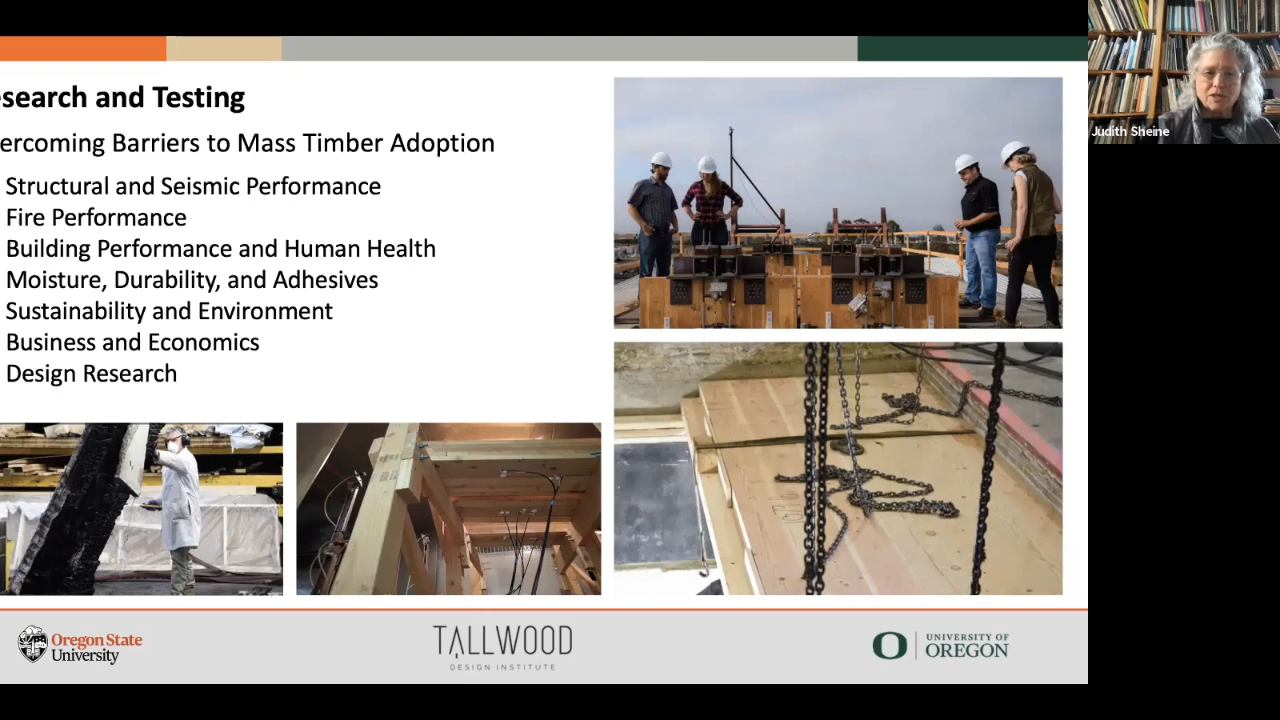 search and Testing
ercoming Barriers to Mass Timber Adoption
Structural and Seismic Performance
Fire Performance
Building Performance and Human Health
Moisture, Durability, and Adhesives
Sustainability and Environment
Business and Economics
Design Research
Judith Sheine
Oregon State
University
TALLWOOD
DESIGN INSTITUTE
O
UNIVERSITY OF
OREGON